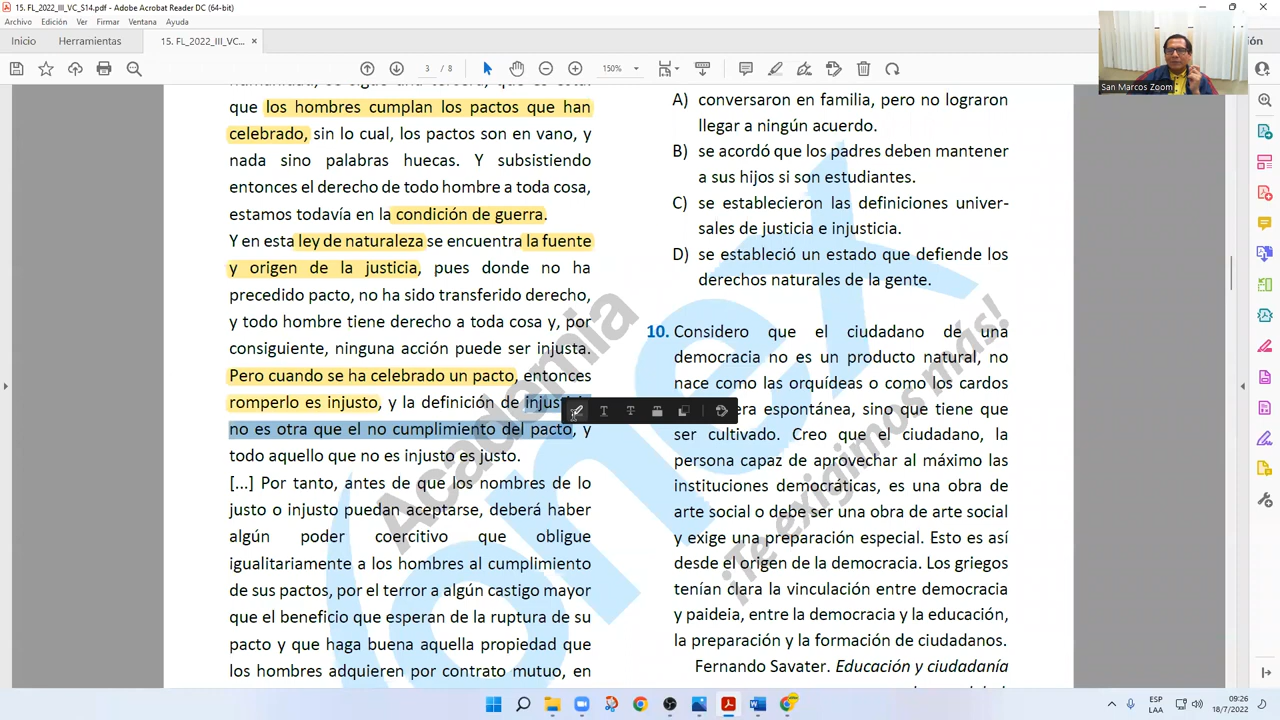 15. FL_2022_III_VC_S14.pdf - Adobe Acrobat Reader DC (64-bit)
Archivo Edición Ver Firmar Ventana Ayuda
Inicio Herramientas 15. FL_2022_III_VC... ×
3 / 8 150%
San Marcos Zoom
que los hombres cumplan los pactos que han
celebrado, sin lo cual, los pactos son en vano, y
nada sino palabras huecas. Y subsistiendo
entonces el derecho de todo hombre a toda cosa,
estamos todavía en la condición de guerra.
Y en esta ley de naturaleza se encuentra la fuente
y origen de la justicia, pues donde no ha
precedido pacto, no ha sido transferido derecho,
y todo hombre tiene derecho a toda cosa y, por
consiguiente, ninguna acción puede ser injusta.
Pero cuando se ha celebrado un pacto, entonces
romperlo es injusto, y la definición de
no es otra que el no cumplimiento del pacto, y
todo aquello que no es injusto es justo.
[...] Por tanto, antes de que los nombres de lo
justo o injusto puedan aceptarse, deberá haber
algún poder coercitivo que obligue
igualitariamente a los hombres al cumplimiento
de sus pactos, por el terror a algún castigo mayor
que el beneficio que esperan de la ruptura de su
pacto y que haga buena aquella propiedad que
los hombres adquieren por contrato mutuo, en
A) conversaron en familia, pero no lograron
llegar a ningún acuerdo.
B) se acordó que los padres deben mantener
a sus hijos si son estudiantes.
C) se establecieron las definiciones univer-
sales de justicia e injusticia.
D) se estableció un estado que defiende los
derechos naturales de la gente.
10. Considero que el ciudadano de una
democracia no es un producto natural, no
nace como las orquídeas o como los cardos
espontánea, sino que tiene que
ser cultivado. Creo que el ciudadano, la
persona capaz de aprovechar al máximo las
instituciones democráticas, es una obra de
arte social o debe ser una obra de arte social
y exige una preparación especial. Esto es así
desde el origen de la democracia. Los griegos
tenían clara la vinculación entre democracia
y paideia, entre la democracia y la educación,
la preparación y la formación de ciudadanos.
Fernando Savater. Educación y ciudadanía
Academia
onex
¡Te exigimos más!
ESP
LAA
09:26
18/7/2022